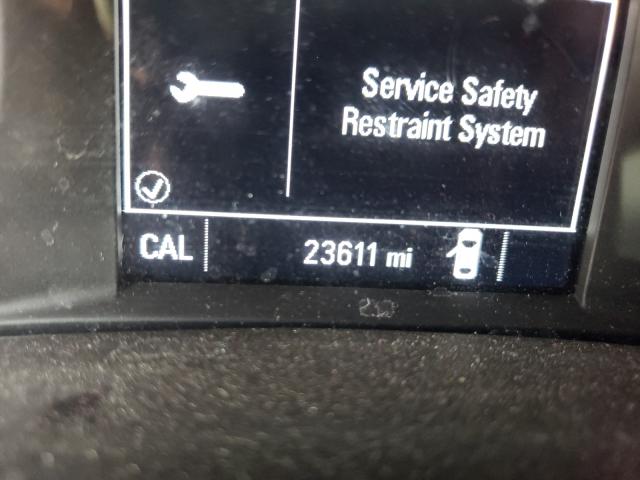 Service Safety
Restraint System
CAL
23611 mi